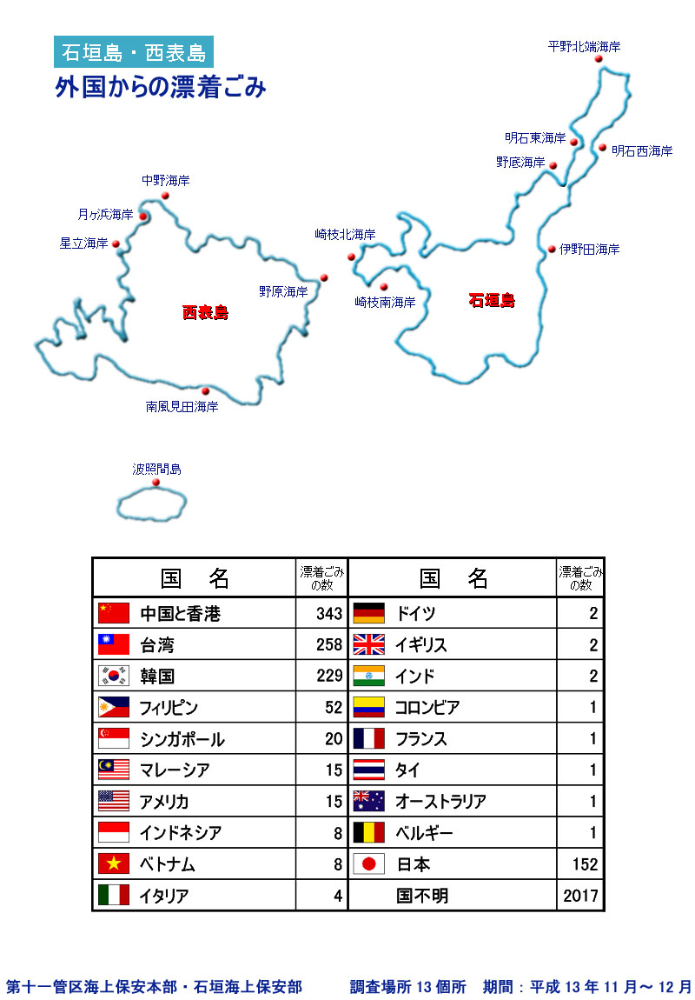 石垣島・西表島
外国からの漂着ごみ
平野北端海岸
明石東海岸
明石西海岸
野底海岸
中野海岸
月ヶ浜海岸
星立海岸
崎枝北海岸
伊野田海岸
野原海岸
崎枝南海岸
石垣島
西表島
南風見田海岸
波照間島
国 名 漂着ごみの数 国 名 漂着ごみの数
中国と香港 343 ドイツ 2
台湾 258 イギリス 2
韓国 229 インド 2
フィリピン 52 コロンビア 1
シンガポール 20 フランス 1
マレーシア 15 タイ 1
アメリカ 15 オーストラリア 1
インドネシア 8 ベルギー 1
ベトナム 8 日本 152
イタリア 4 国不明 2017
第十一管区海上保安本部・石垣海上保安部 調査場所13個所 期間：平成13年11月～12月